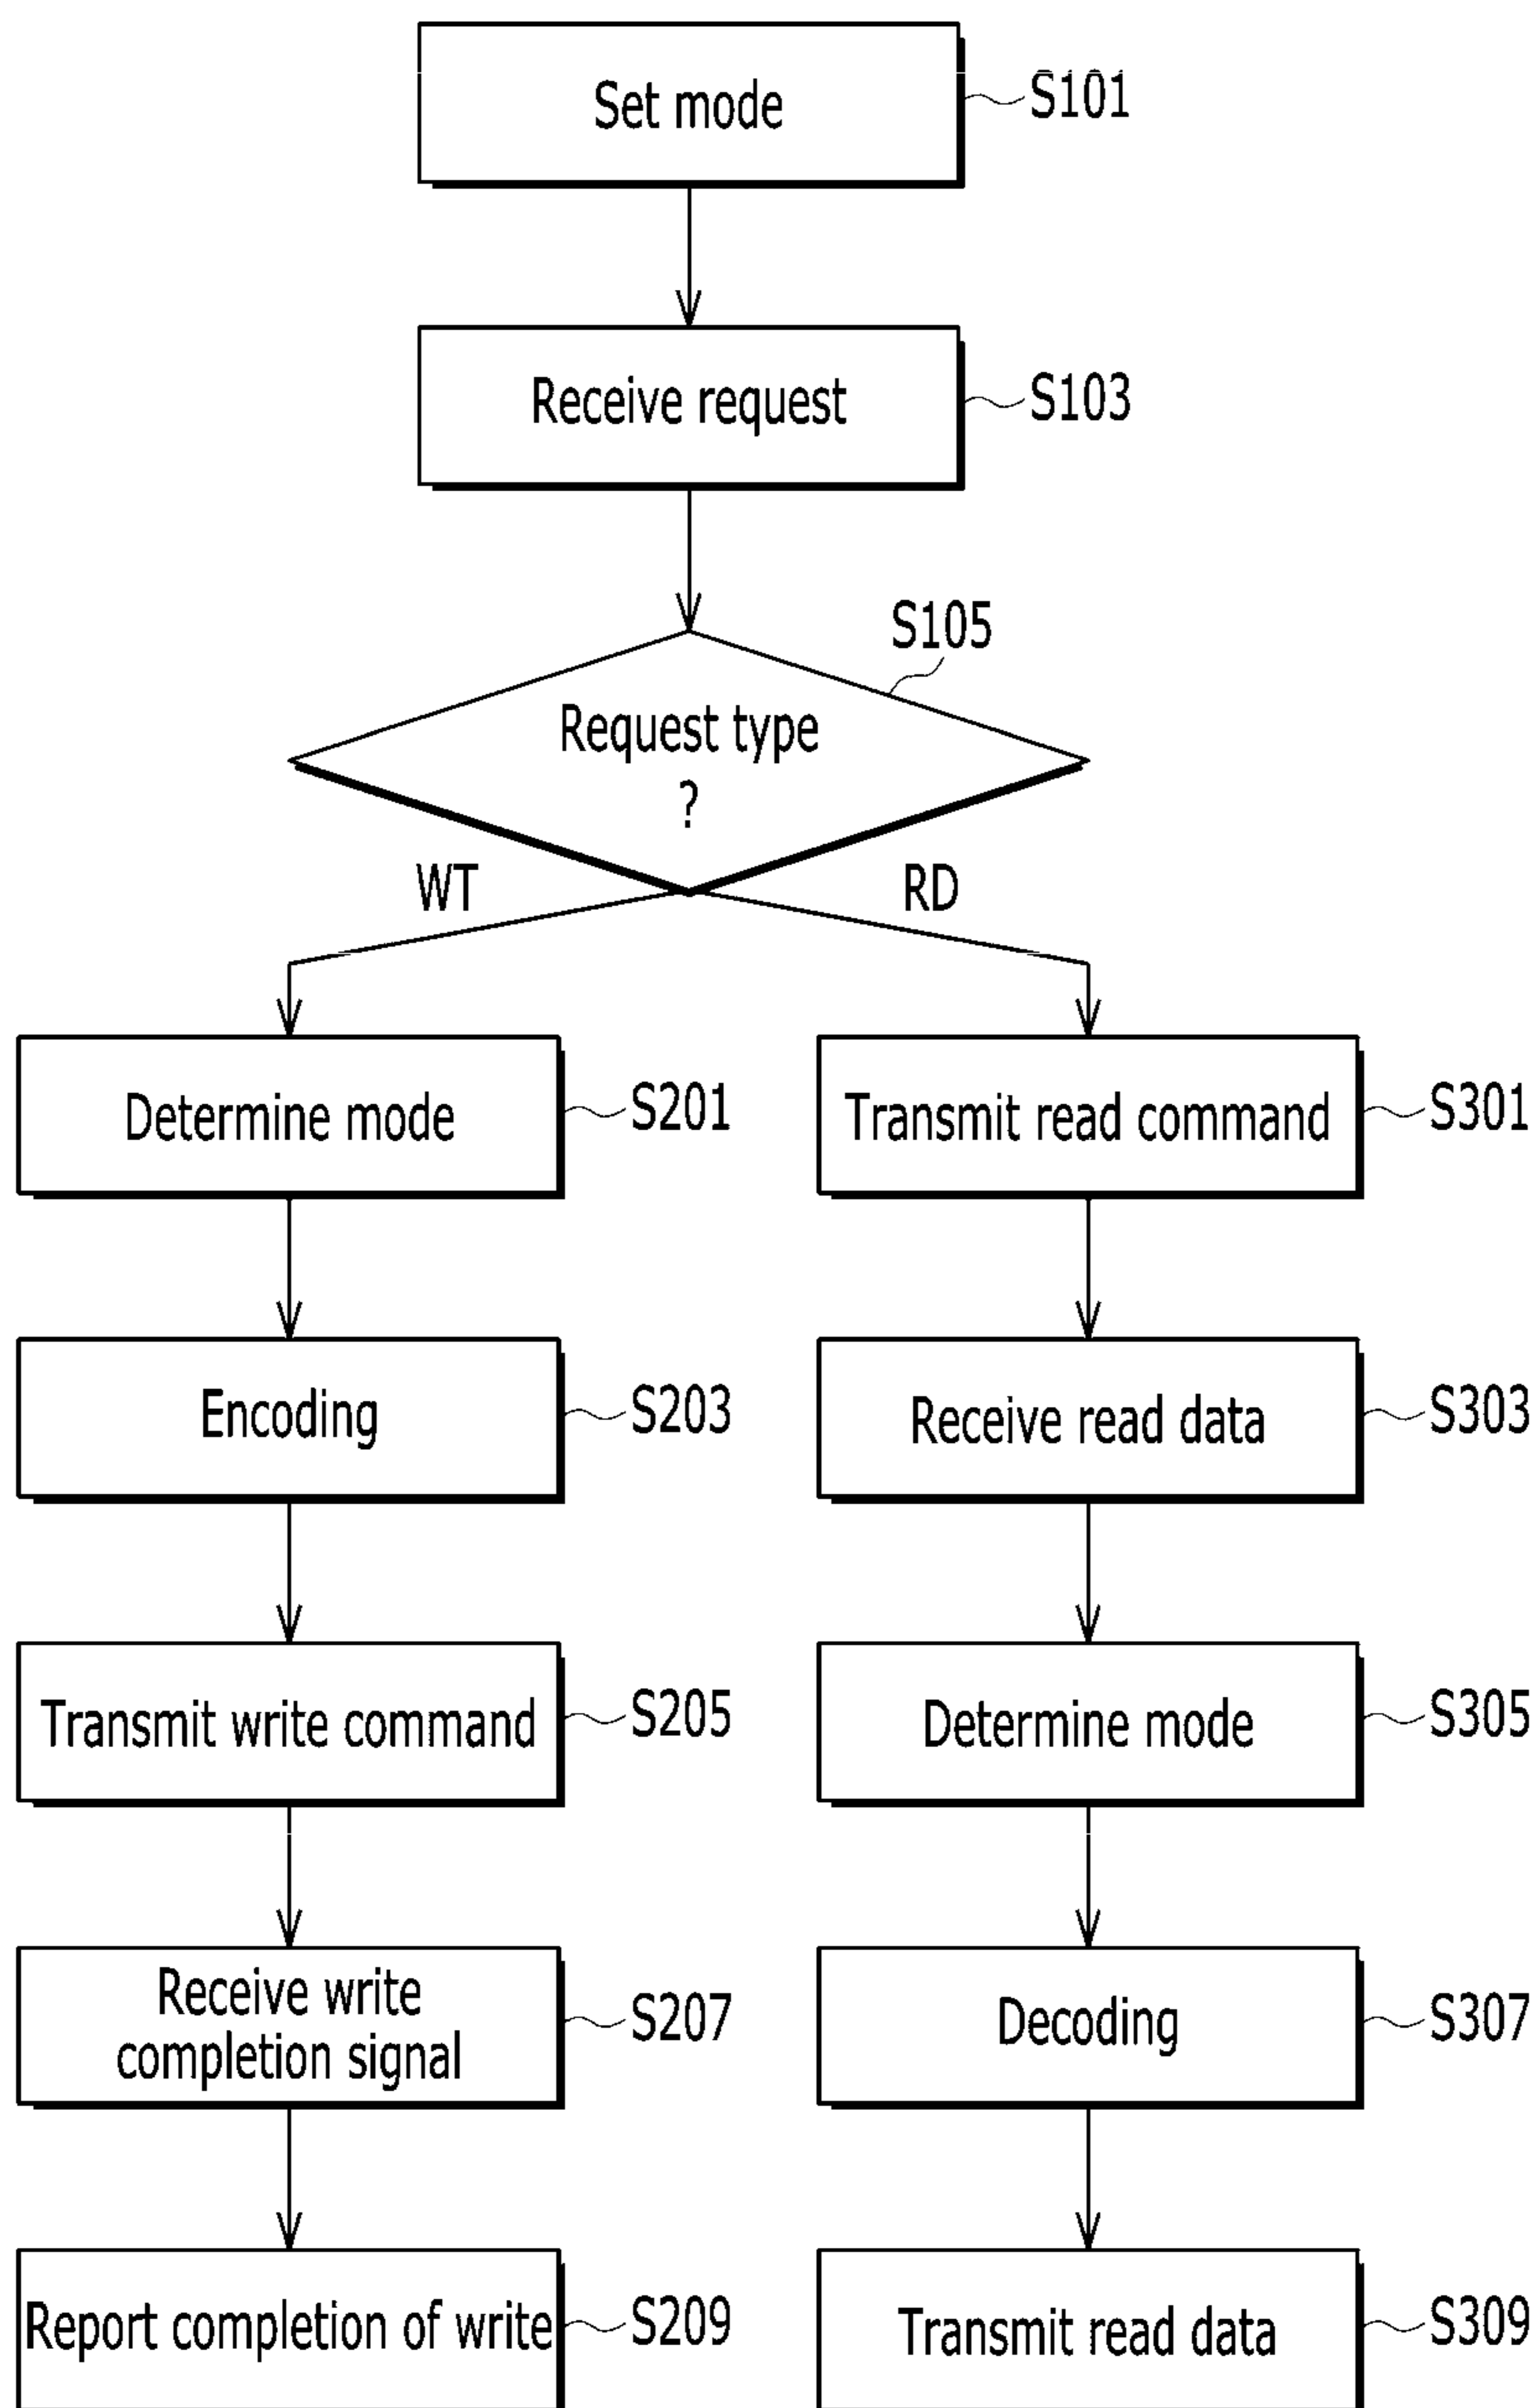 Set mode
S101
Receive request
S103
S105
Request type
?
WT
RD
Determine mode
S201
Transmit read command
S301
Encoding
S203
Receive read data
S303
Transmit write command
S205
Determine mode
S305
Receive write
completion signal
S207
Decoding
S307
Report completion of write
S209
Transmit read data
S309